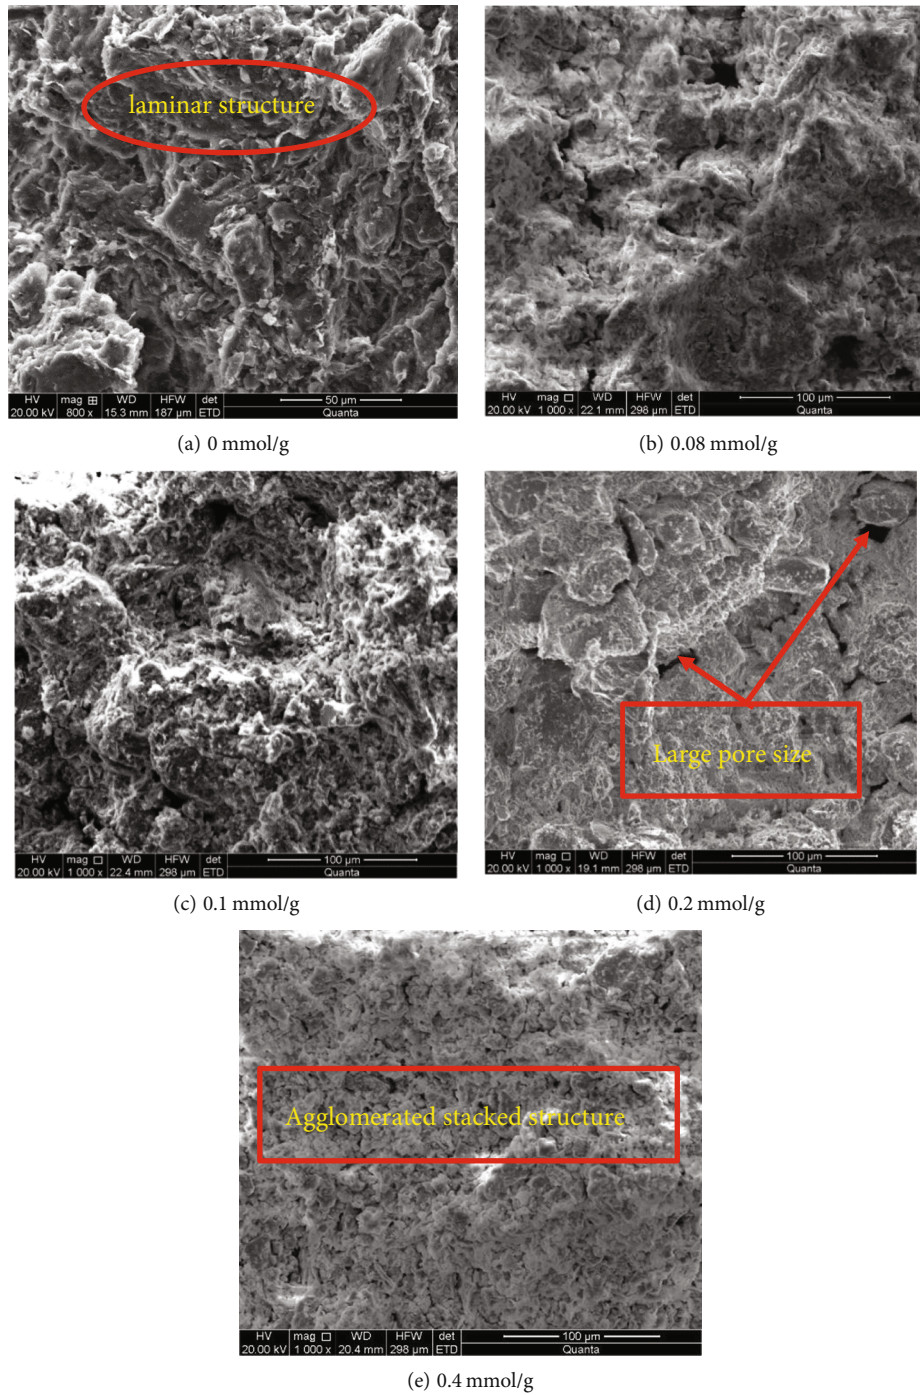 laminar structure
HV mag WD HFW det 50 µm
20.00 kV 800 x 15.3 mm 187 µm ETD Quanta
(a) 0 mmol/g
HV mag WD HFW det 100 µm
20.00 kV 1 000 x 22.1 mm 298 µm ETD Quanta
(b) 0.08 mmol/g
HV mag WD HFW det 100 µm
20.00 kV 1 000 x 22.4 mm 298 µm ETD Quanta
(c) 0.1 mmol/g
Large pore size
HV mag WD HFW det 100 µm
20.00 kV 1 000 x 19.1 mm 298 µm ETD Quanta
(d) 0.2 mmol/g
Agglomerated stacked structure
HV mag WD HFW det 100 µm
20.00 kV 1 000 x 20.4 mm 298 µm ETD Quanta
(e) 0.4 mmol/g